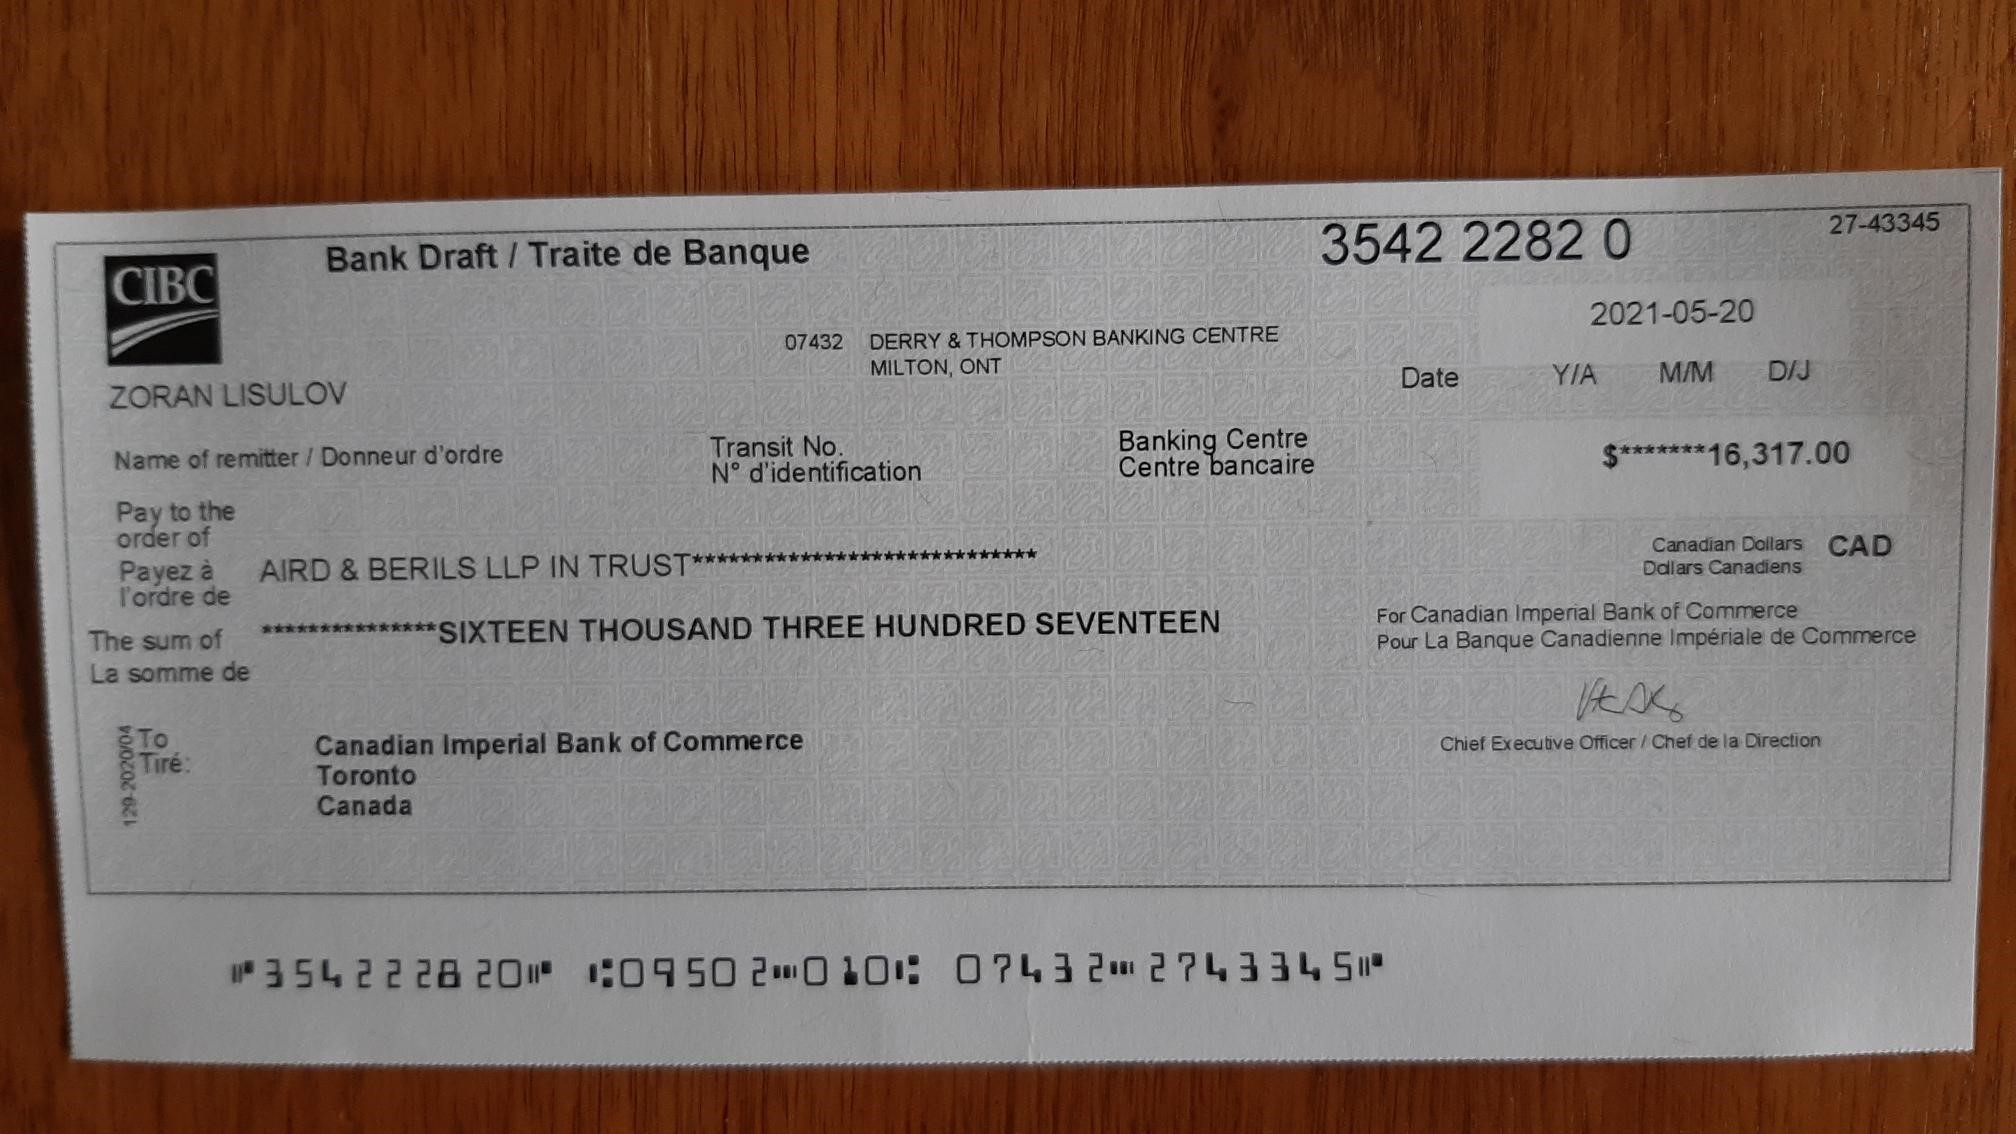 CIBC
Bank Draft / Traite de Banque
3542 2282 0
27-43345
2021-05-20
07432 DERRY & THOMPSON BANKING CENTRE
MILTON, ONT
Date Y/A M/M D/J
ZORAN LISULOV
Name of remitter / Donneur d'ordre
Transit No.
N° d'identification
Banking Centre
Centre bancaire
$*******16,317.00
Pay to the
order of
Payez à
l'ordre de
AIRD & BERILS LLP IN TRUST*****************************
Canadian Dollars
Dollars Canadiens
CAD
The sum of
La somme de
***************SIXTEEN THOUSAND THREE HUNDRED SEVENTEEN
For Canadian Imperial Bank of Commerce
Pour La Banque Canadienne Impériale de Commerce
Chief Executive Officer / Chef de la Direction
To
Tiré:
Canadian Imperial Bank of Commerce
Toronto
Canada
129-2020/04
⑈354222820⑈ ⑆09502⑉010⑆ 07432⑉2743345⑈